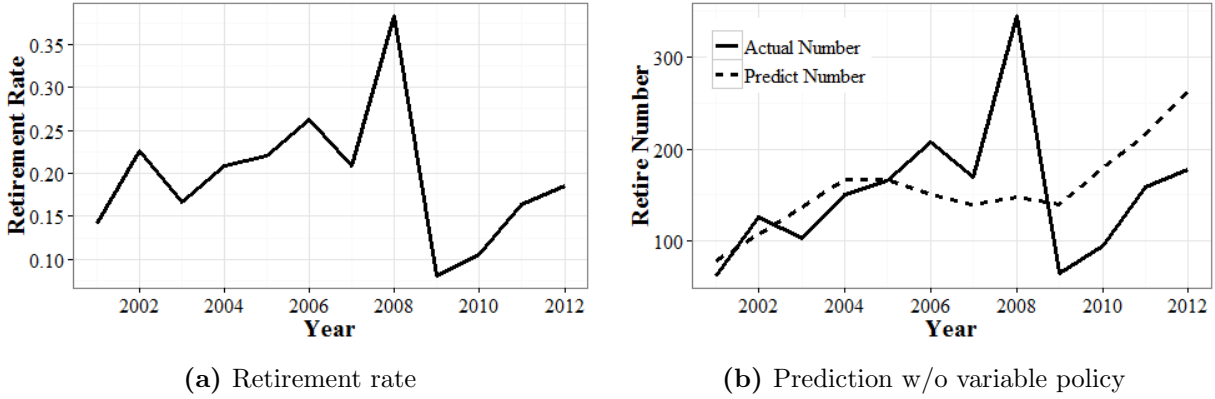 0.35
0.30
0.25
0.20
0.15
0.10
Retirement Rate
2002 2004 2006 2008 2010 2012
Year
(a) Retirement rate
300
200
100
Retire Number
Actual Number
Predict Number
2002 2004 2006 2008 2010 2012
Year
(b) Prediction w/o variable policy